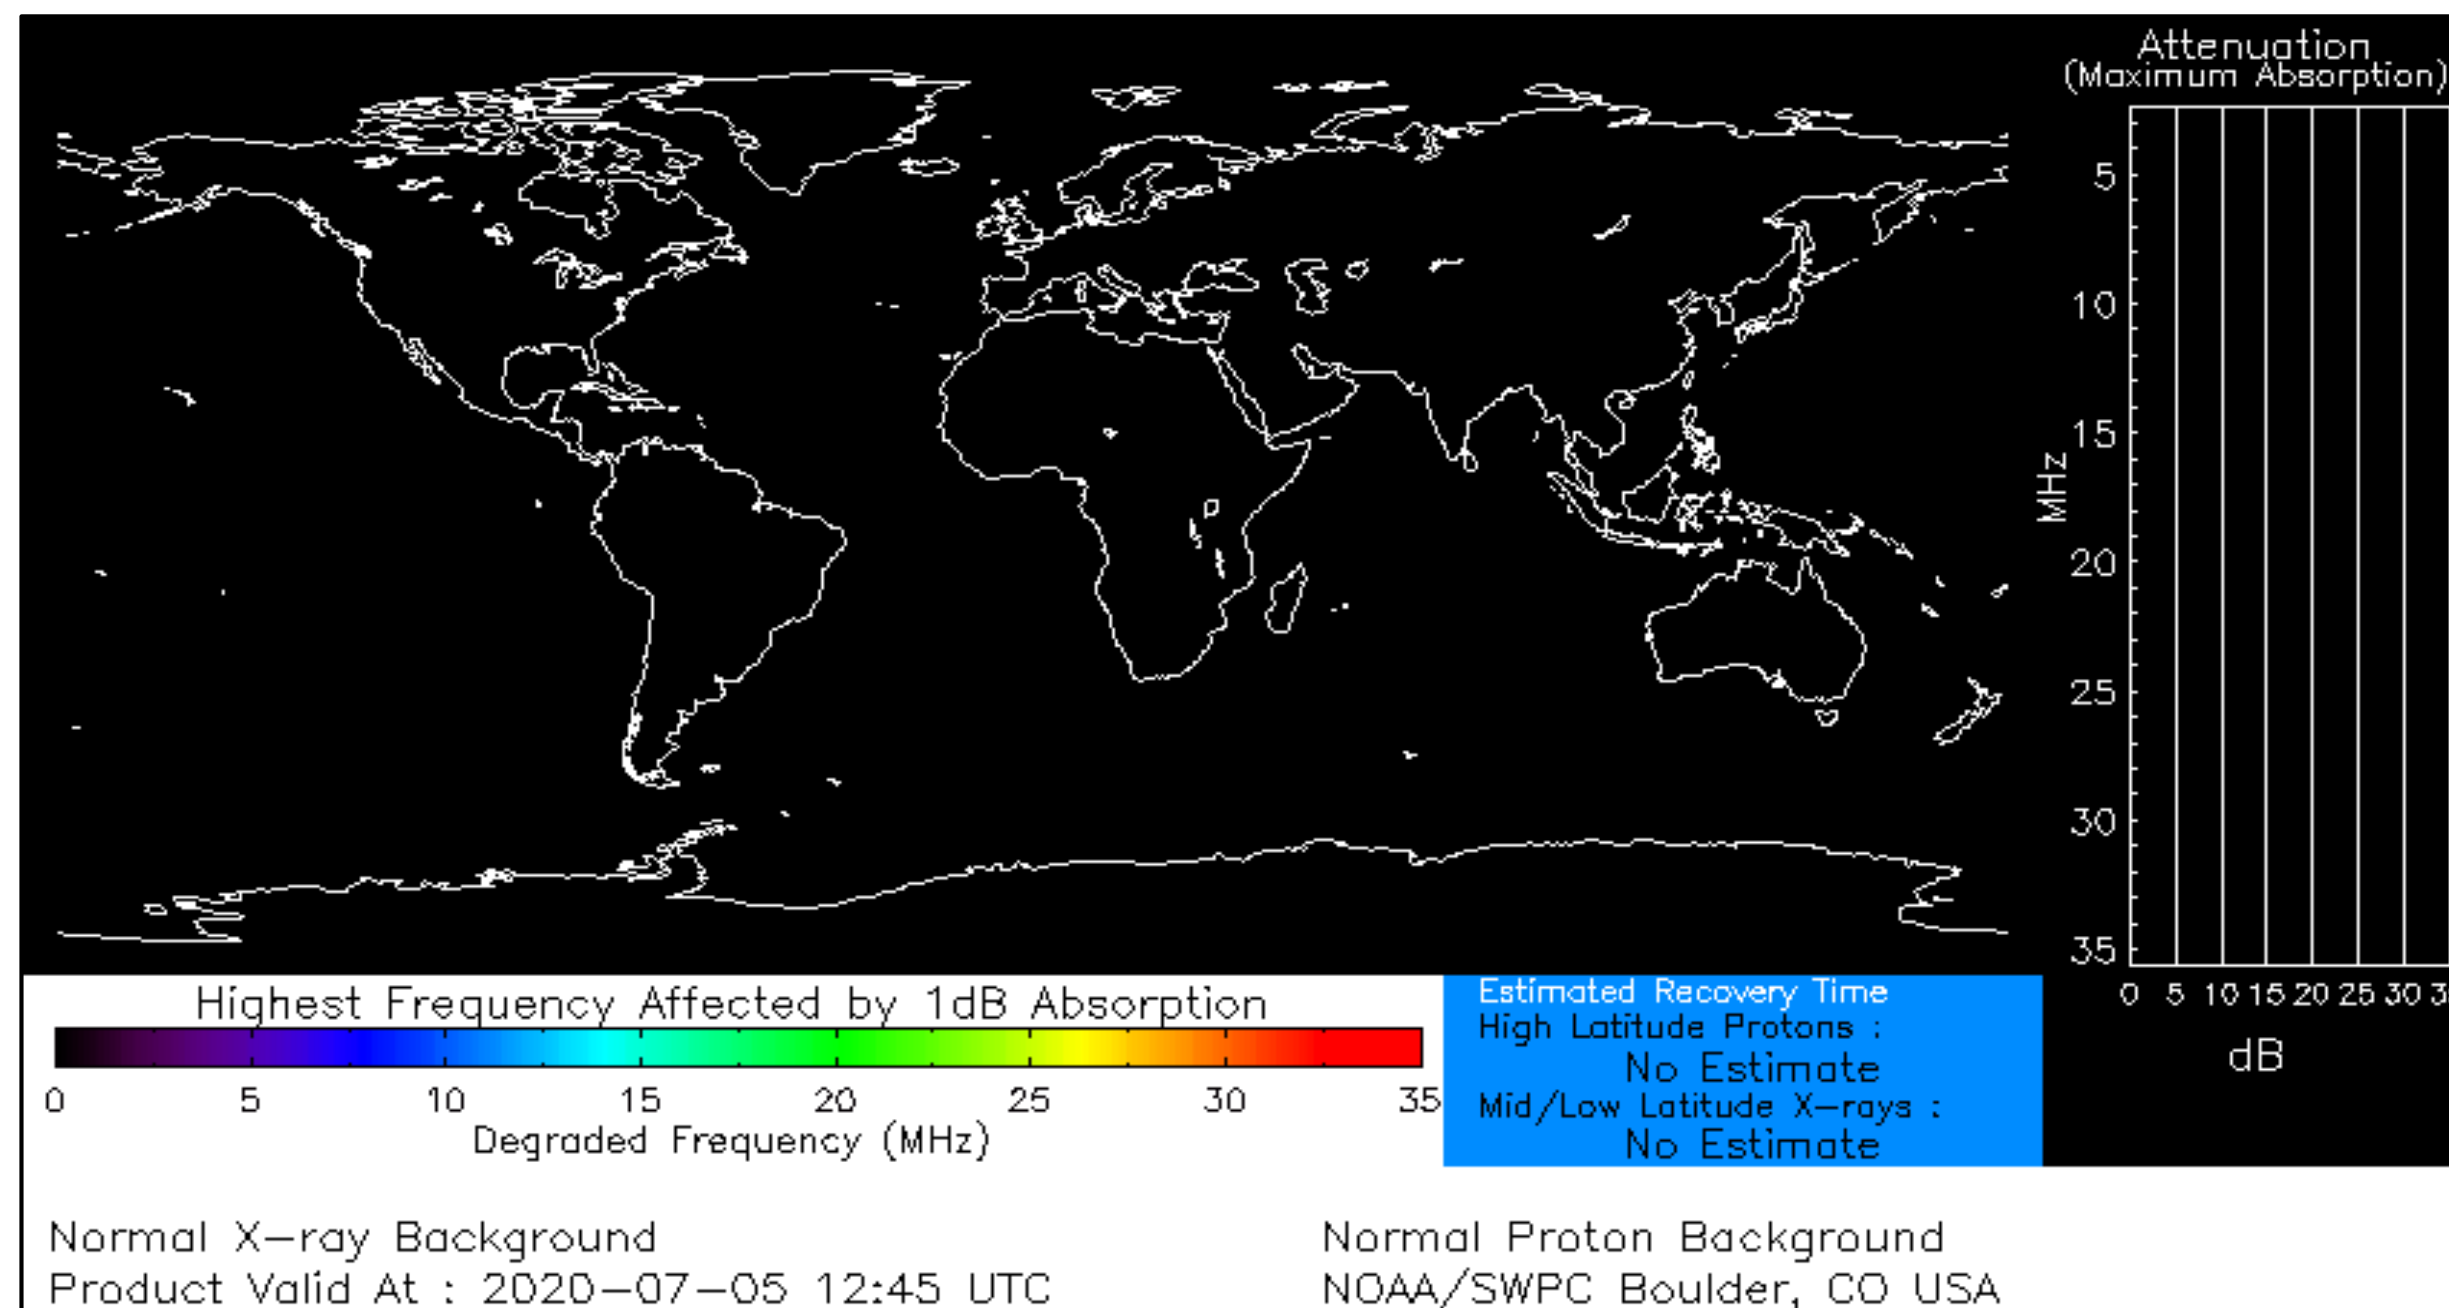 Attenuation
(Maximum Absorption)
5
10
15
20
25
30
35
MHz
0 5 10 15 20 25 30
dB
Highest Frequency Affected by 1dB Absorption
0 5 10 15 20 25 30 35
Degraded Frequency (MHz)
Estimated Recovery Time
High Latitude Protons :
No Estimate
Mid/Low Latitude X-rays :
No Estimate
Normal X-ray Background
Normal Proton Background
Product Valid At : 2020-07-05 12:45 UTC
NOAA/SWPC Boulder, CO USA